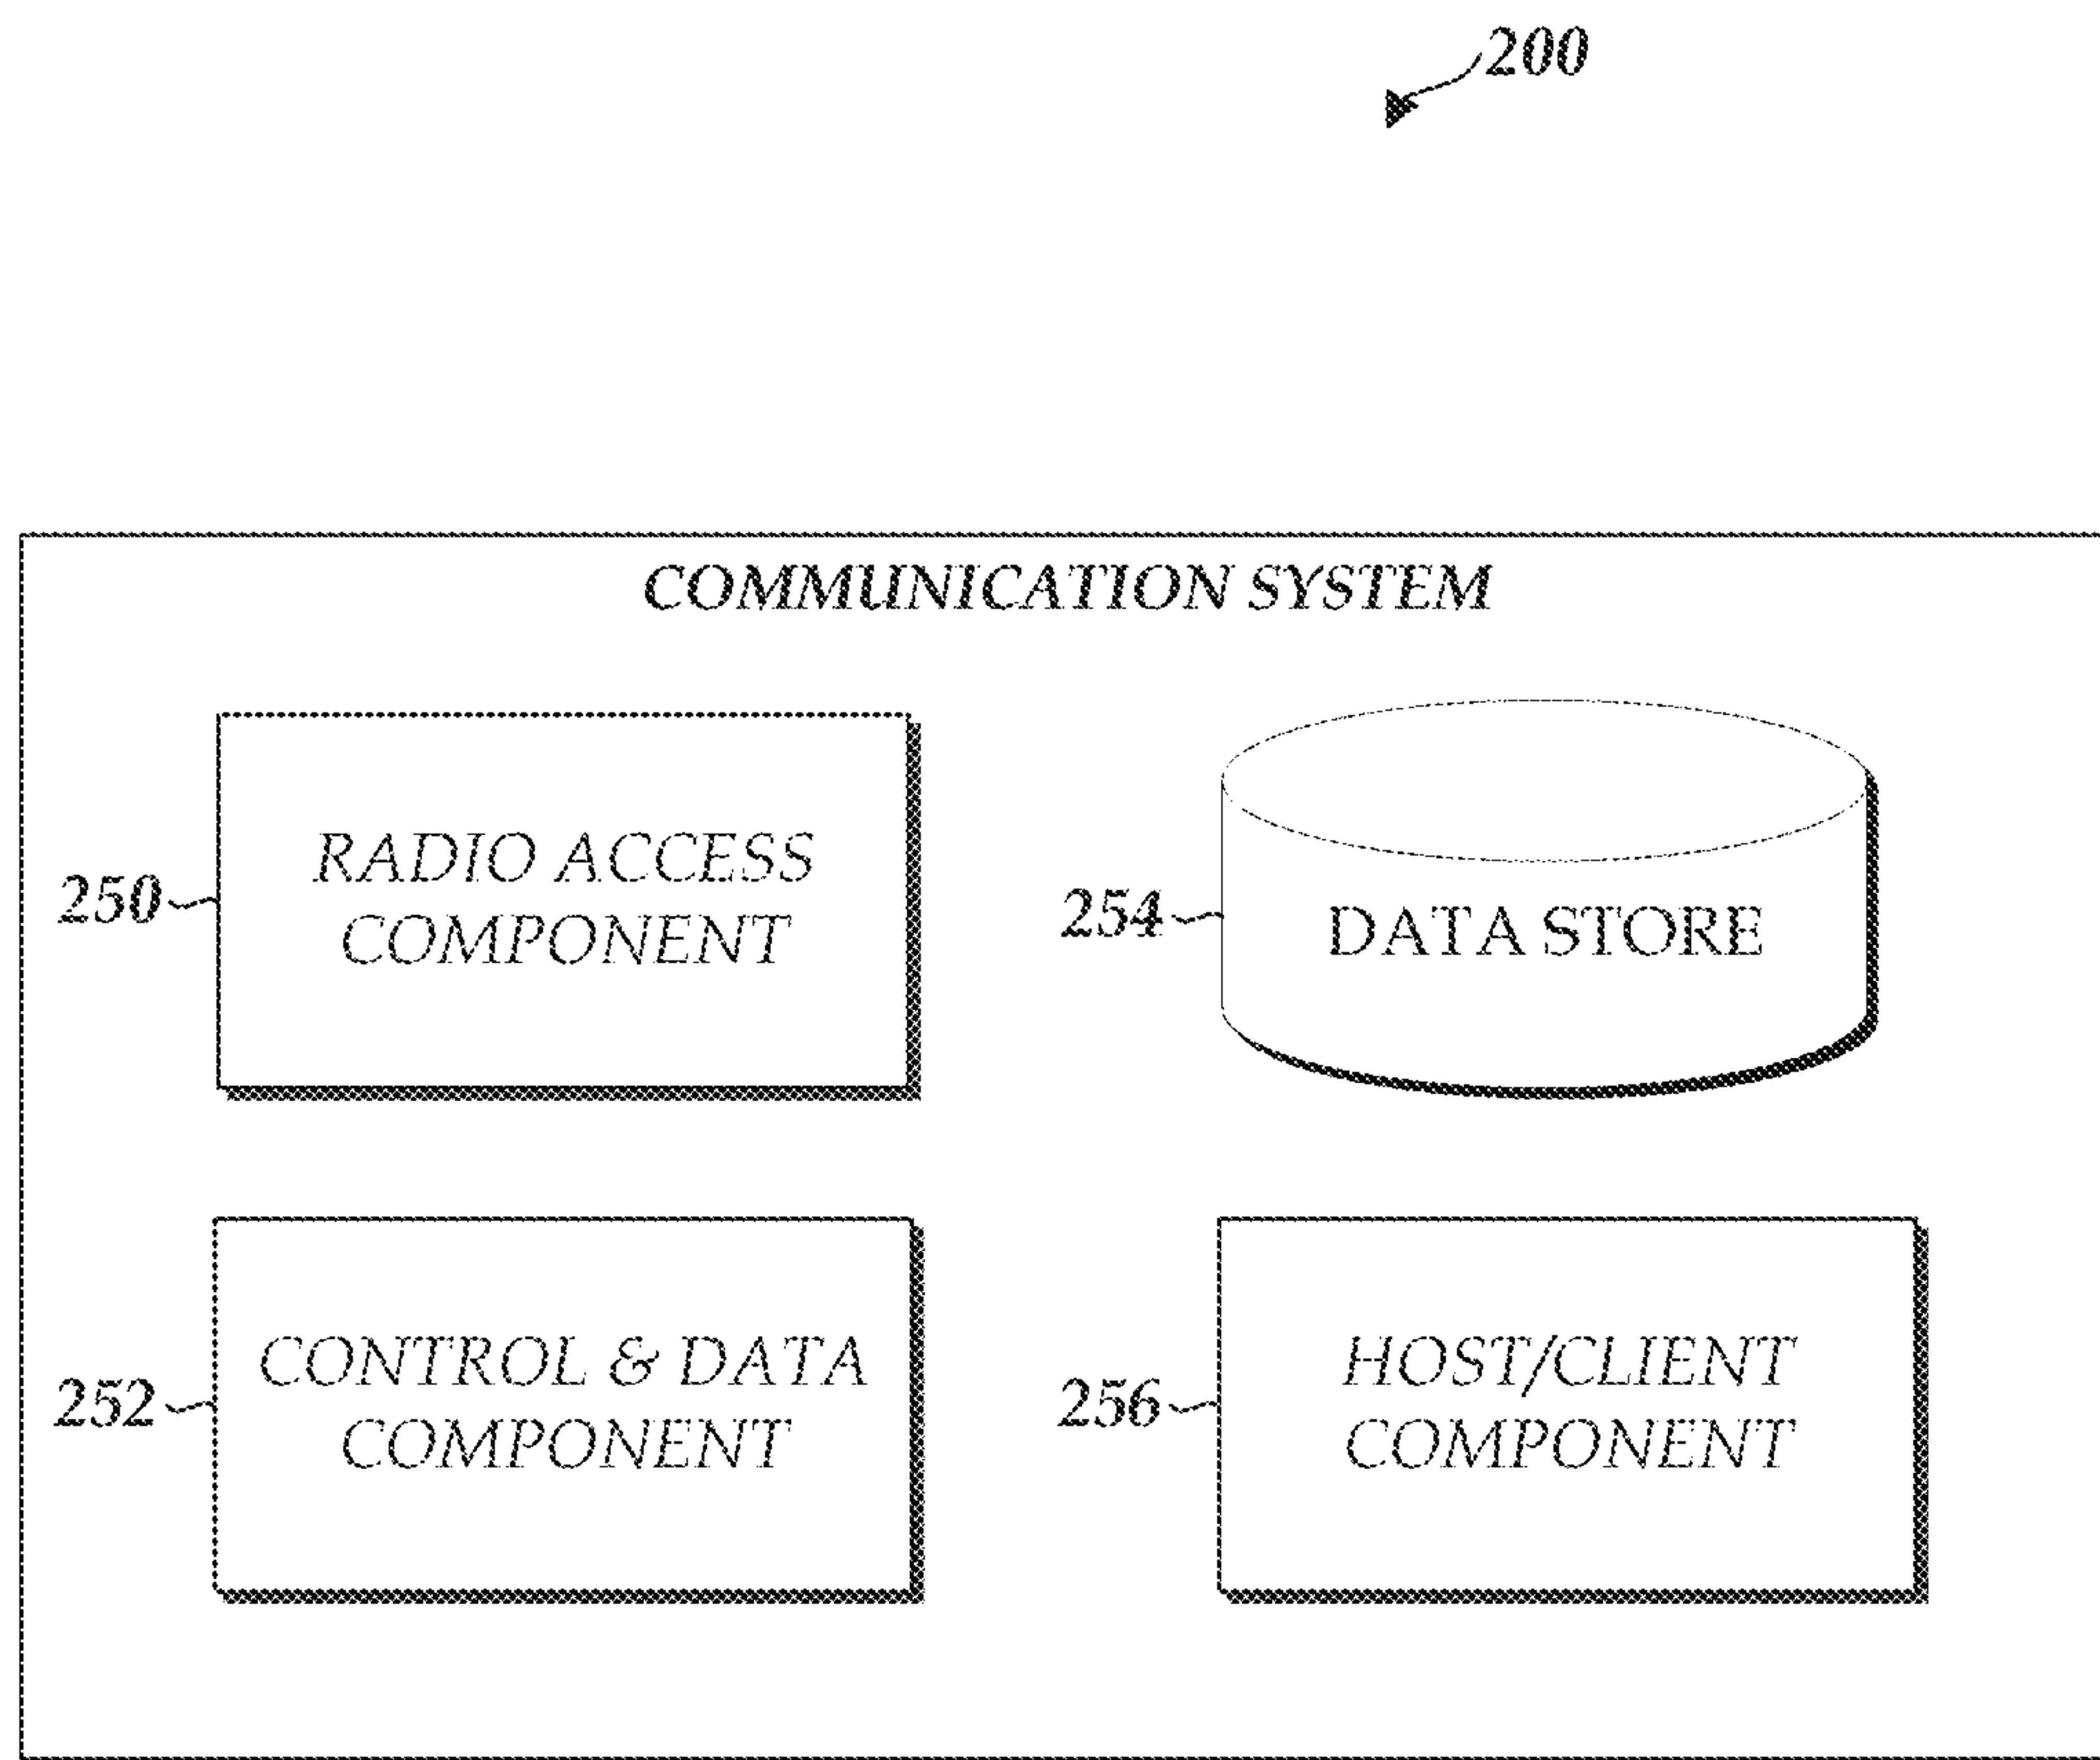 200
COMMUNICATION SYSTEM
RADIO ACCESS
COMPONENT
250
DATA STORE
254
CONTROL & DATA
COMPONENT
252
HOST/CLIENT
COMPONENT
256